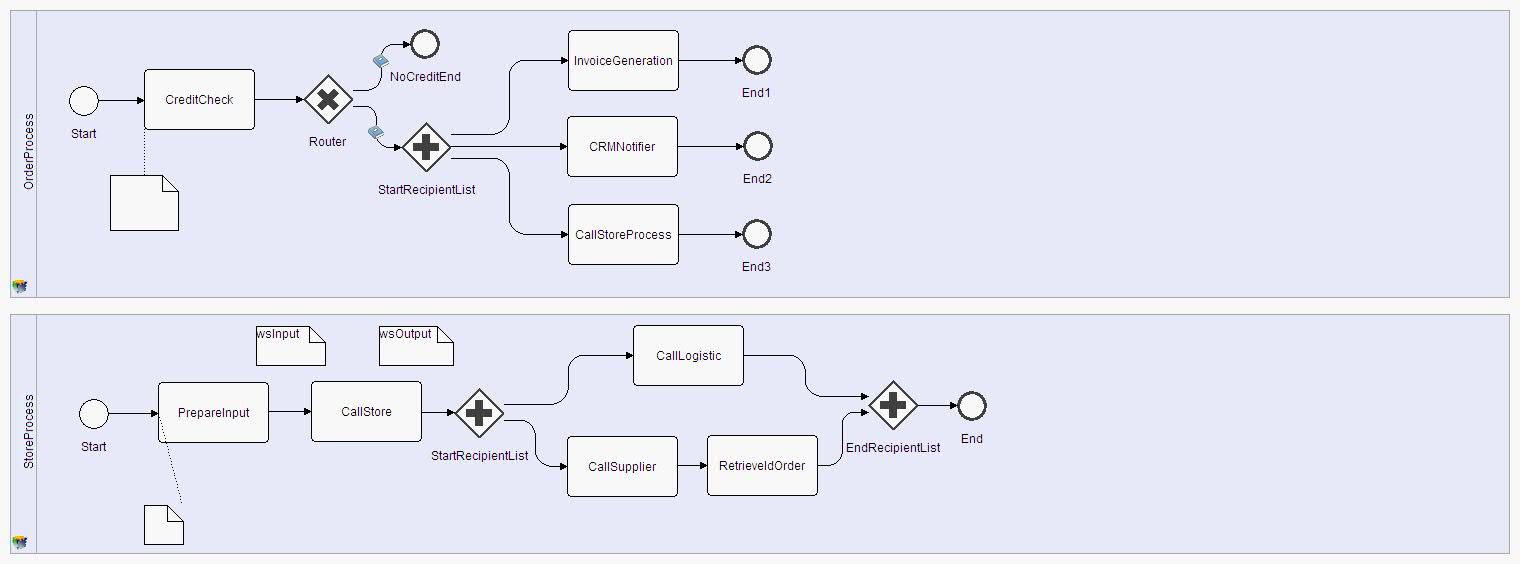 OrderProcess
Start
CreditCheck
Router
NoCreditEnd
StartRecipientList
InvoiceGeneration
End1
CRMNotifier
End2
CallStoreProcess
End3
StoreProcess
wsInput
wsOutput
Start
PrepareInput
CallStore
StartRecipientList
CallLogistic
CallSupplier
RetrieveIdOrder
EndRecipientList
End